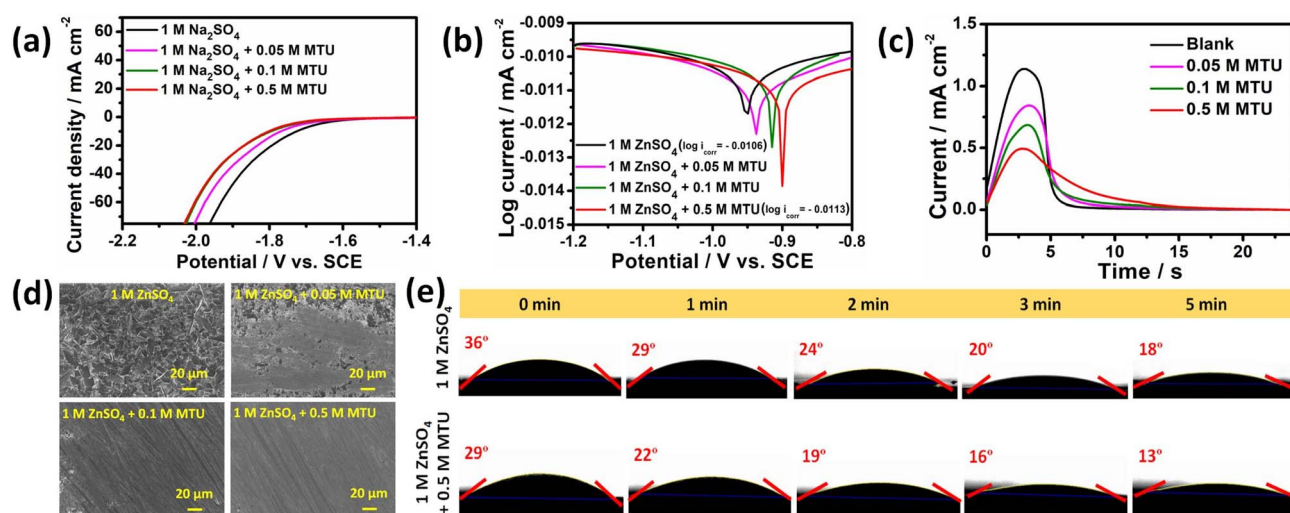 (a)
1 M Na2SO4
1 M Na2SO4 + 0.05 M MTU
1 M Na2SO4 + 0.1 M MTU
1 M Na2SO4 + 0.5 M MTU
60
40
20
0
-20
-40
-60
-2.2 -2.0 -1.8 -1.6 -1.4
Current density / mA cm-2
Potential / V vs. SCE
(b)
-0.009
-0.010
-0.011
-0.012
-0.013
-0.014
-0.015
1 M ZnSO4 (log icorr = - 0.0106)
1 M ZnSO4 + 0.05 M MTU
1 M ZnSO4 + 0.1 M MTU
1 M ZnSO4 + 0.5 M MTU (log icorr = - 0.0113)
-1.2 -1.1 -1.0 -0.9 -0.8
Log current / mA cm-2
Potential / V vs. SCE
(c)
1.5
1.0
0.5
0.0
Blank
0.05 M MTU
0.1 M MTU
0.5 M MTU
0 5 10 15 20
Current / mA cm-2
Time / s
(d)
1 M ZnSO4
20 μm
1 M ZnSO4 + 0.05 M MTU
20 μm
1 M ZnSO4 + 0.1 M MTU
20 μm
1 M ZnSO4 + 0.5 M MTU
20 μm
(e)
0 min 1 min 2 min 3 min 5 min
1 M ZnSO4
36° 29° 24° 20° 18°
1 M ZnSO4
+ 0.5 M MTU
29° 22° 19° 16° 13°